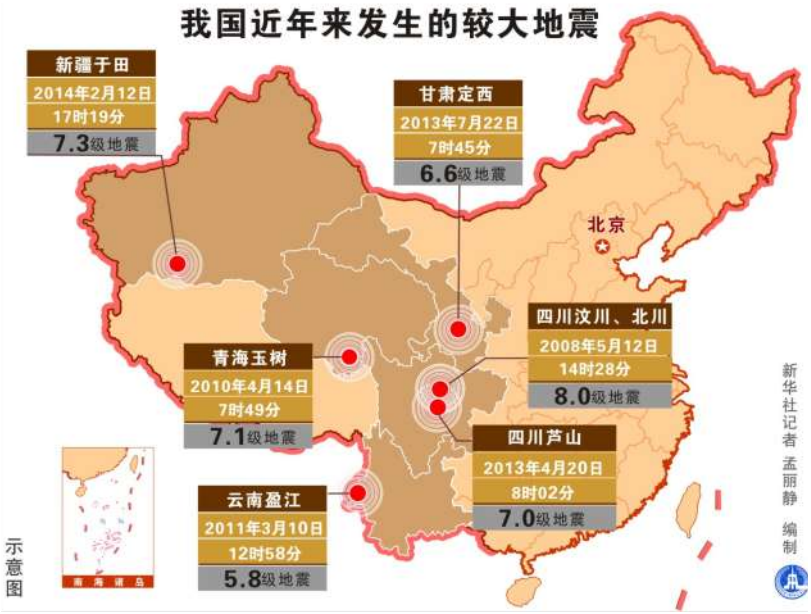 我国近年来发生的较大地震
新疆于田
2014年2月12日
17时19分
7.3级地震
甘肃定西
2013年7月22日
7时45分
6.6级地震
北京
四川汶川、北川
2008年5月12日
14时28分
8.0级地震
青海玉树
2010年4月14日
7时49分
7.1级地震
四川芦山
2013年4月20日
8时02分
7.0级地震
云南盈江
2011年3月10日
12时58分
5.8级地震
南海诸岛
示意图
新华社记者 孟丽静 编制